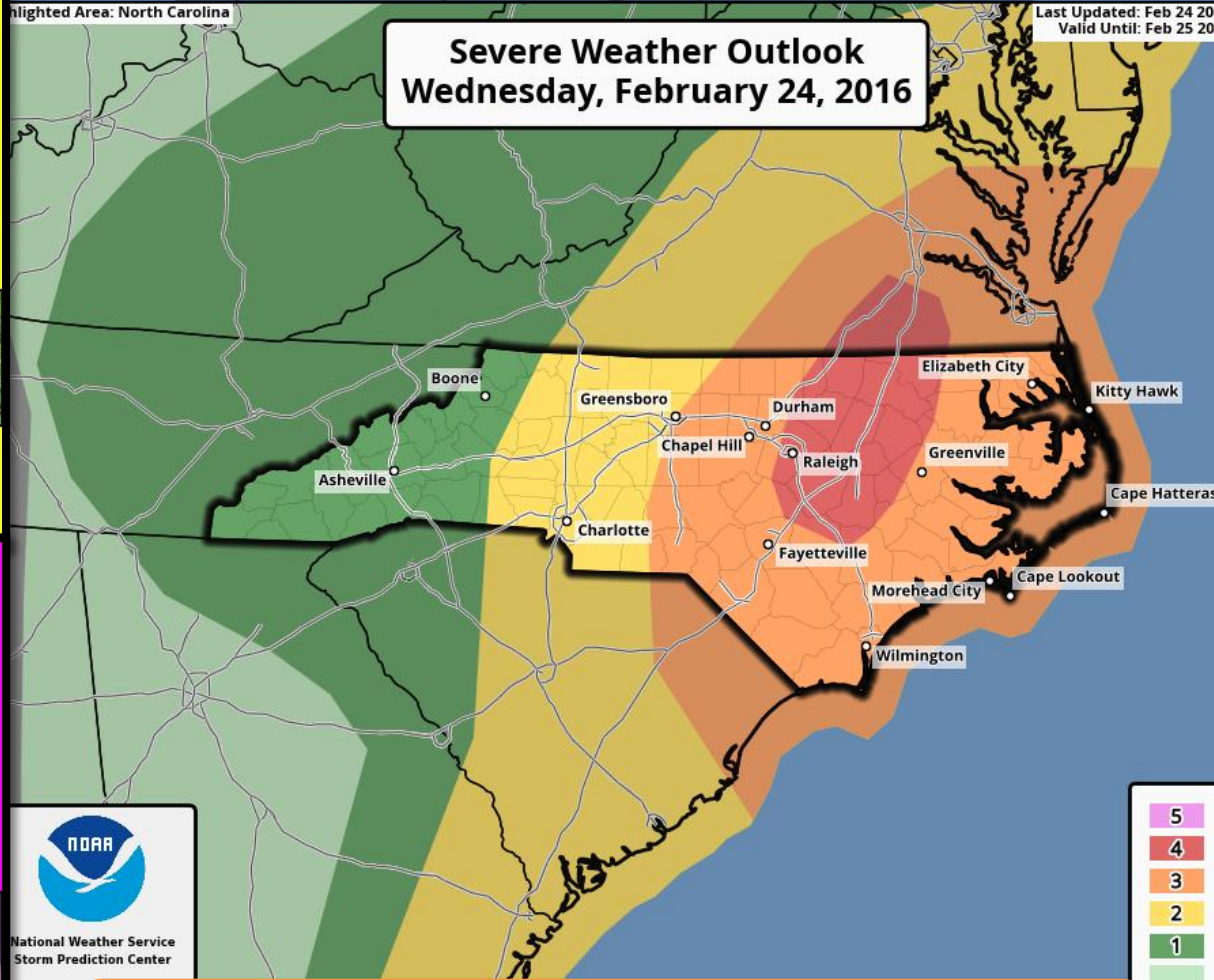 hlighted Area: North Carolina
Last Updated: Feb 24 20
Valid Until: Feb 25 20
Severe Weather Outlook
Wednesday, February 24, 2016
Boone
Greensboro
Durham
Elizabeth City
Kitty Hawk
Chapel Hill
Raleigh
Greenville
Asheville
Cape Hatteras
Charlotte
Fayetteville
Morehead City
Cape Lookout
Wilmington
NOAA
National Weather Service
Storm Prediction Center
5
4
3
2
1